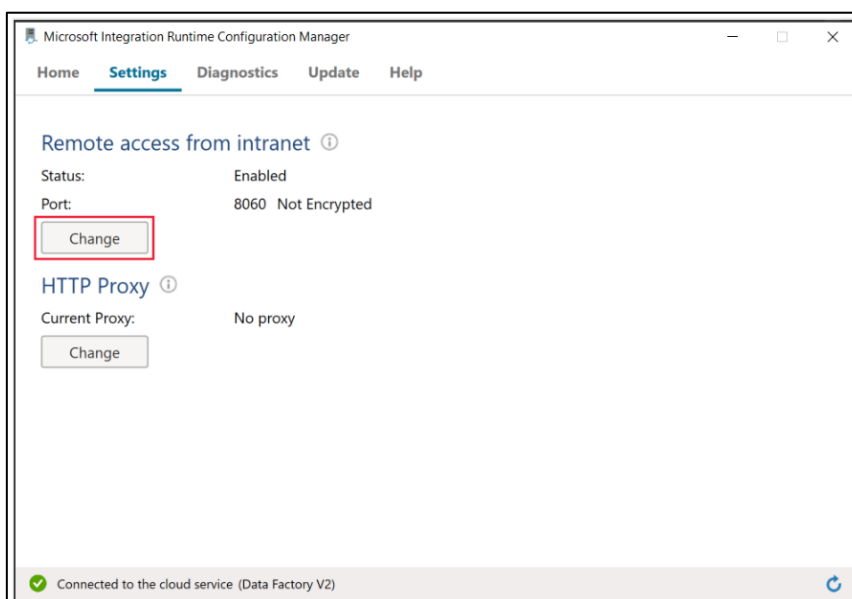 Microsoft Integration Runtime Configuration Manager
Home Settings Diagnostics Update Help
Remote access from intranet
Status: Enabled
Port: 8060 Not Encrypted
Change
HTTP Proxy
Current Proxy: No proxy
Change
Connected to the cloud service (Data Factory V2)